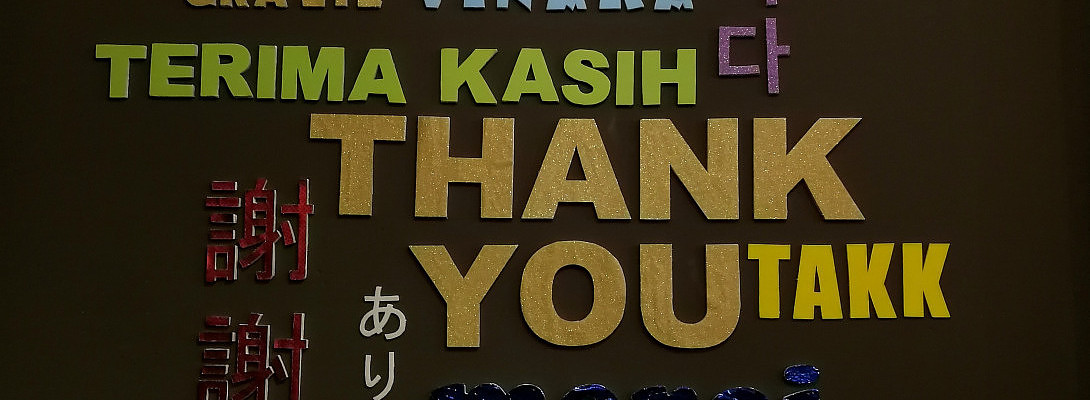 다
TERIMA KASIH
THANK
謝
謝
YOU
TAKK
あり